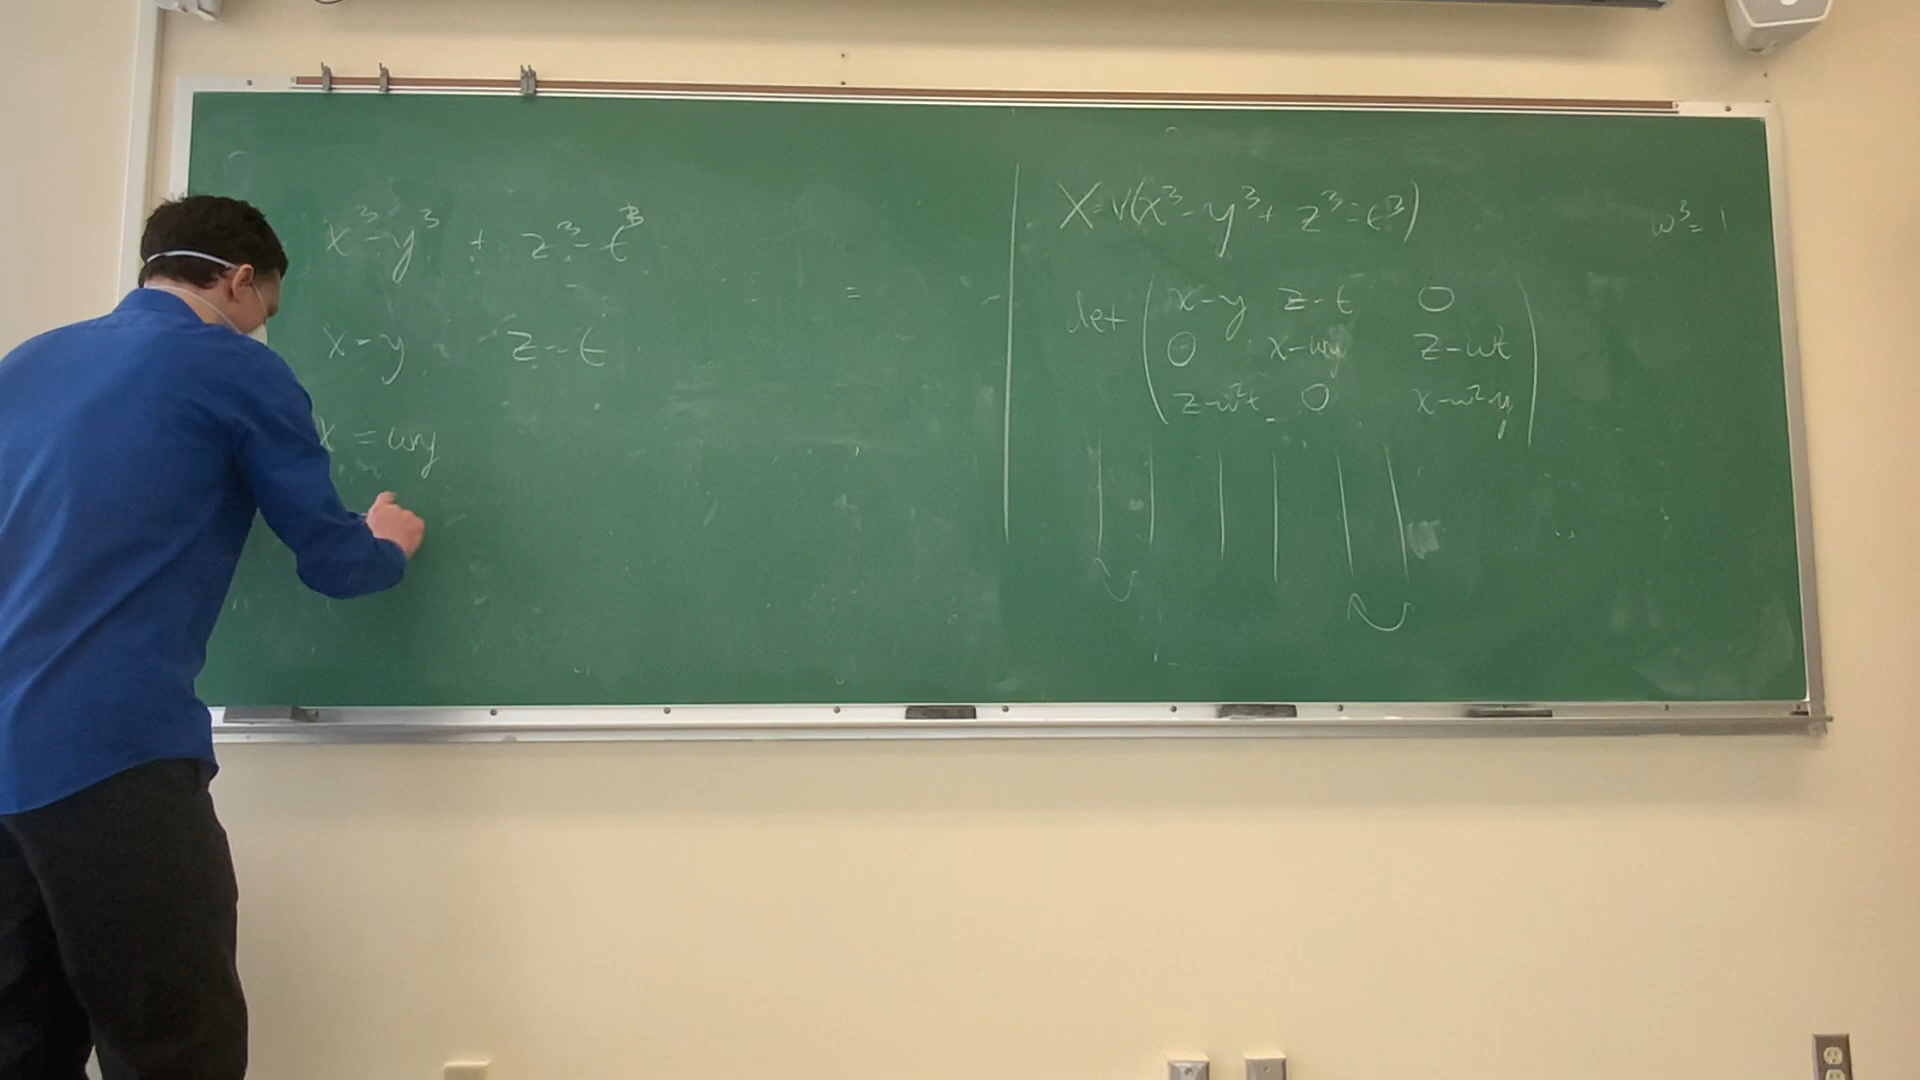 x³-y³ + z³-t³
x-y z-t
x = ωy
=
X=V(x³-y³+ z³=t³)
ω³=1
det ( x-y z-t 0
0 x-ωy z-ωt
z-ω²t 0 x-ω²y )